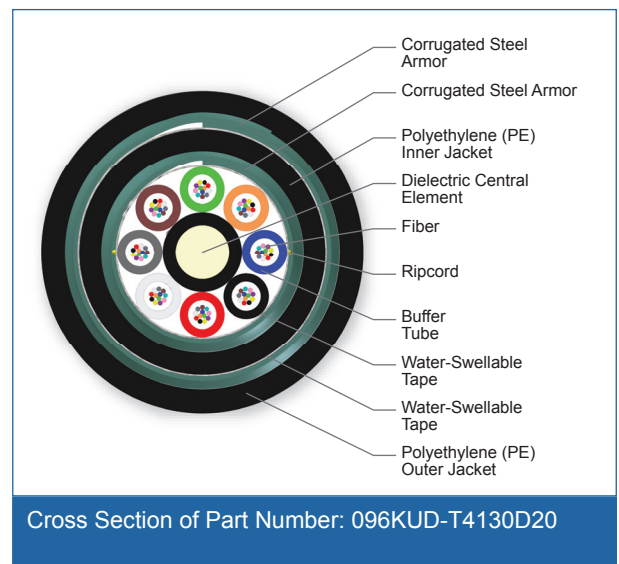 Corrugated Steel
Armor
Corrugated Steel Armor
Polyethylene (PE)
Inner Jacket
Dielectric Central
Element
Fiber
Ripcord
Buffer
Tube
Water-Swellable
Tape
Water-Swellable
Tape
Polyethylene (PE)
Outer Jacket
Cross Section of Part Number: 096KUD-T4130D20